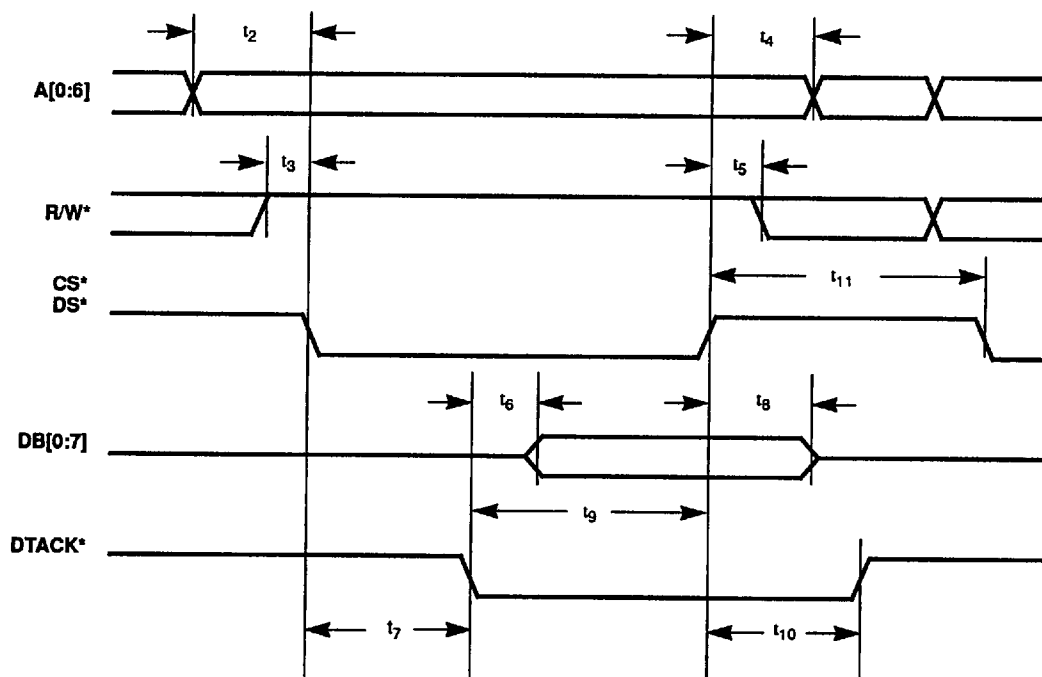 t2
t4
A[0:6]
t3
t5
R/W*
CS*
DS*
t11
t6
t8
DB[0:7]
t9
DTACK*
t7
t10